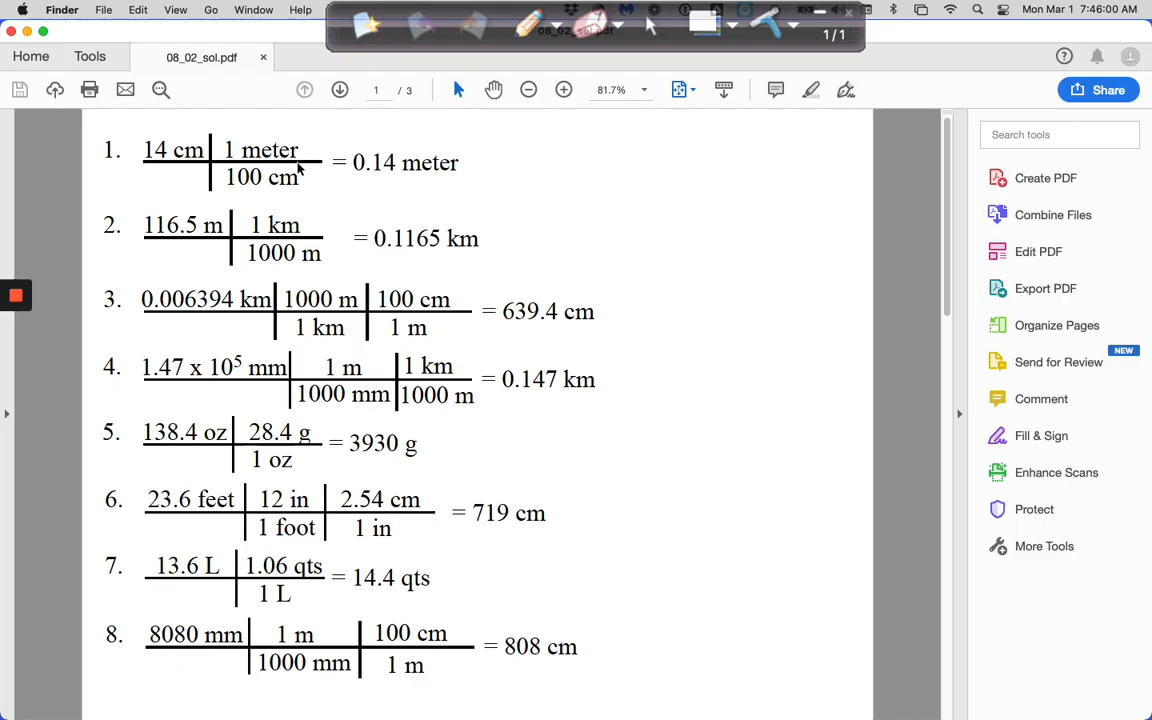 Finder File Edit View Go Window Help Mon Mar 1 7:46:00 AM
08_02_sol.pdf
1/1
Home Tools 08_02_sol.pdf ×
1 / 3 81.7% Share
Search tools
Create PDF
Combine Files
Edit PDF
Export PDF
Organize Pages
Send for Review NEW
Comment
Fill & Sign
Enhance Scans
Protect
More Tools
1. 14 cm 1 meter
100 cm = 0.14 meter
2. 116.5 m 1 km
1000 m = 0.1165 km
3. 0.006394 km 1000 m 100 cm
1 km 1 m = 639.4 cm
4. 1.47 x 10⁵ mm 1 m 1 km
1000 mm 1000 m = 0.147 km
5. 138.4 oz 28.4 g
1 oz = 3930 g
6. 23.6 feet 12 in 2.54 cm
1 foot 1 in = 719 cm
7. 13.6 L 1.06 qts
1 L = 14.4 qts
8. 8080 mm 1 m 100 cm
1000 mm 1 m = 808 cm